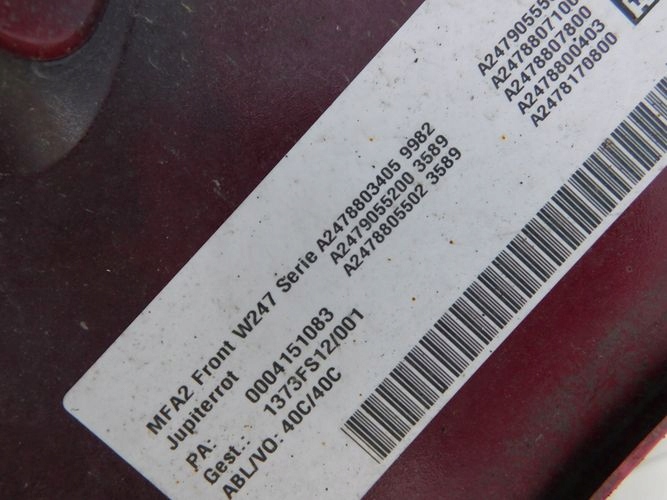 MFA2 Front W247 Serie A2478803405 9982
Jupiterrot A2479055200 3589
A2478805502 3589
PA: 0004151083
Gest.: 1373FS12/001
ABL/VO: 40C/40C
A24790555
A2478807100
A2478807800
A2478800403
A2478170800